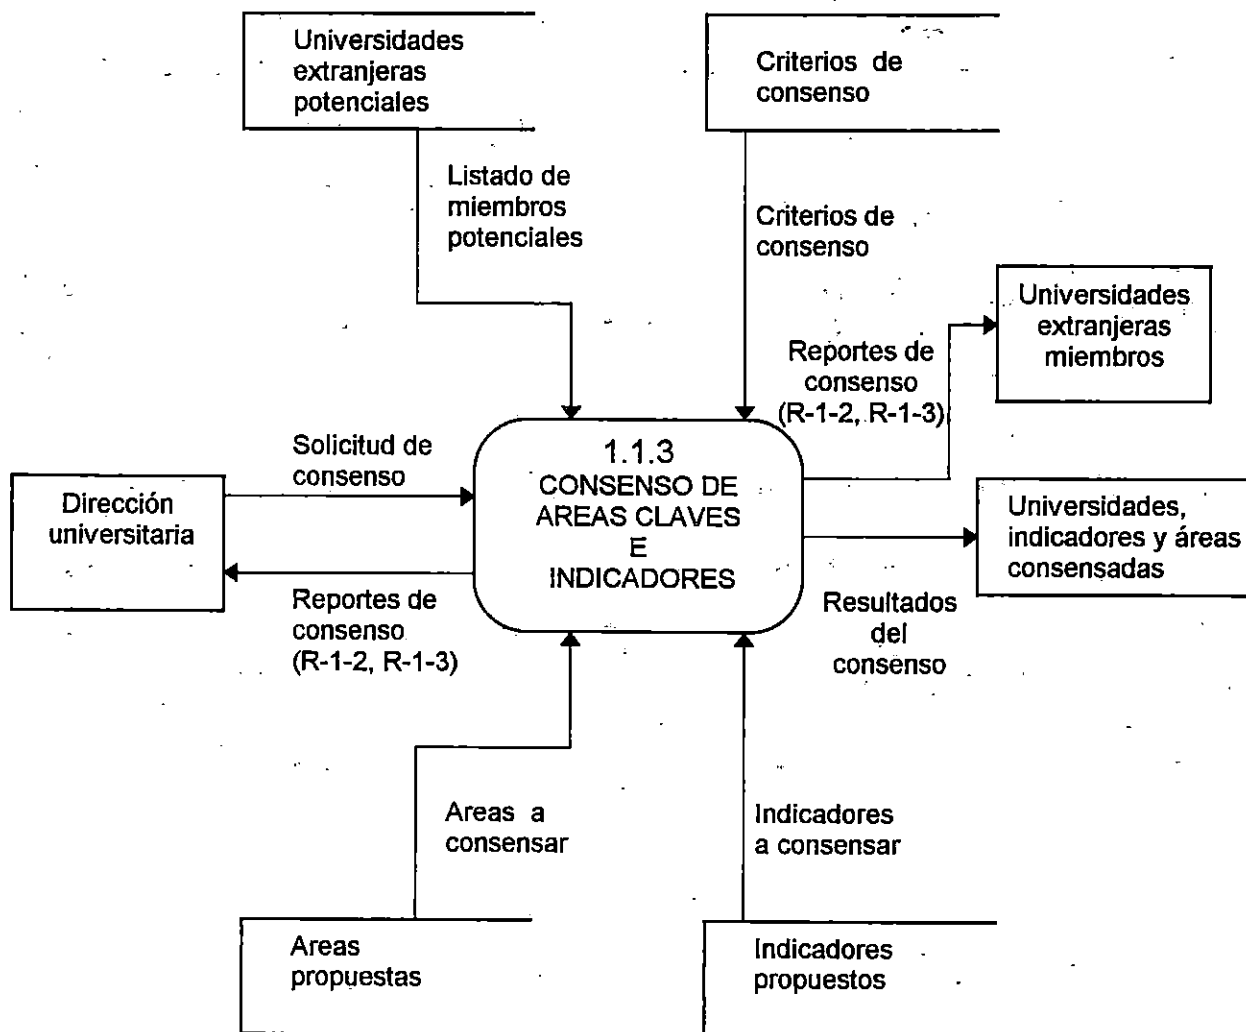 Universidades
extranjeras
potenciales
Criterios de
consenso
Listado de
miembros
potenciales
Criterios de
consenso
Universidades
extranjeras
miembros
Reportes de
consenso
(R-1-2, R-1-3)
Solicitud de
consenso
Dirección
universitaria
1.1.3
CONSENSO DE
AREAS CLAVES
E
INDICADORES
Universidades,
indicadores y áreas
consensadas
Reportes de
consenso
(R-1-2, R-1-3)
Resultados
del
consenso
Areas a
consensar
Indicadores
a consensar
Areas
propuestas
Indicadores
propuestos